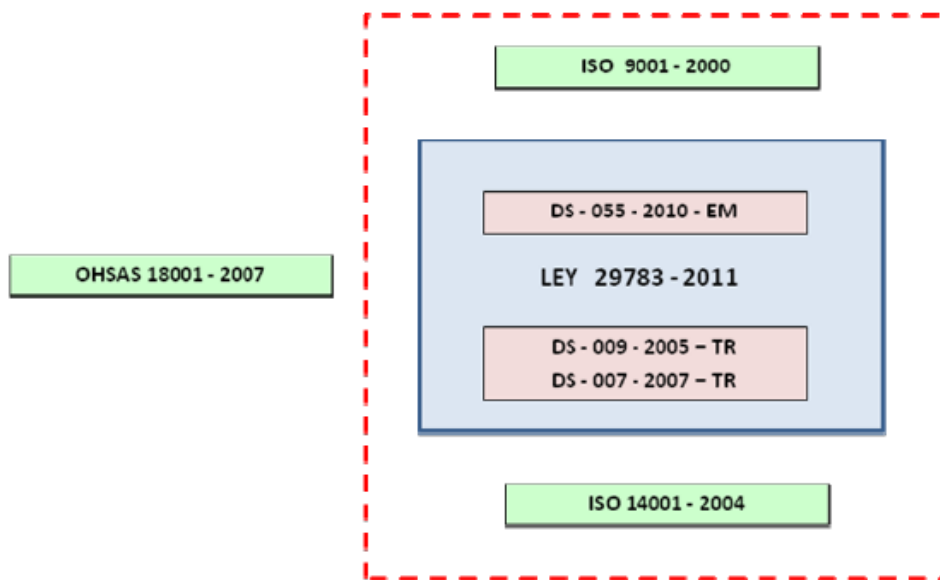 ISO 9001 - 2000
DS - 055 - 2010 - EM
OHSAS 18001 - 2007
LEY 29783 - 2011
DS - 009 - 2005 – TR
DS - 007 - 2007 – TR
ISO 14001 - 2004